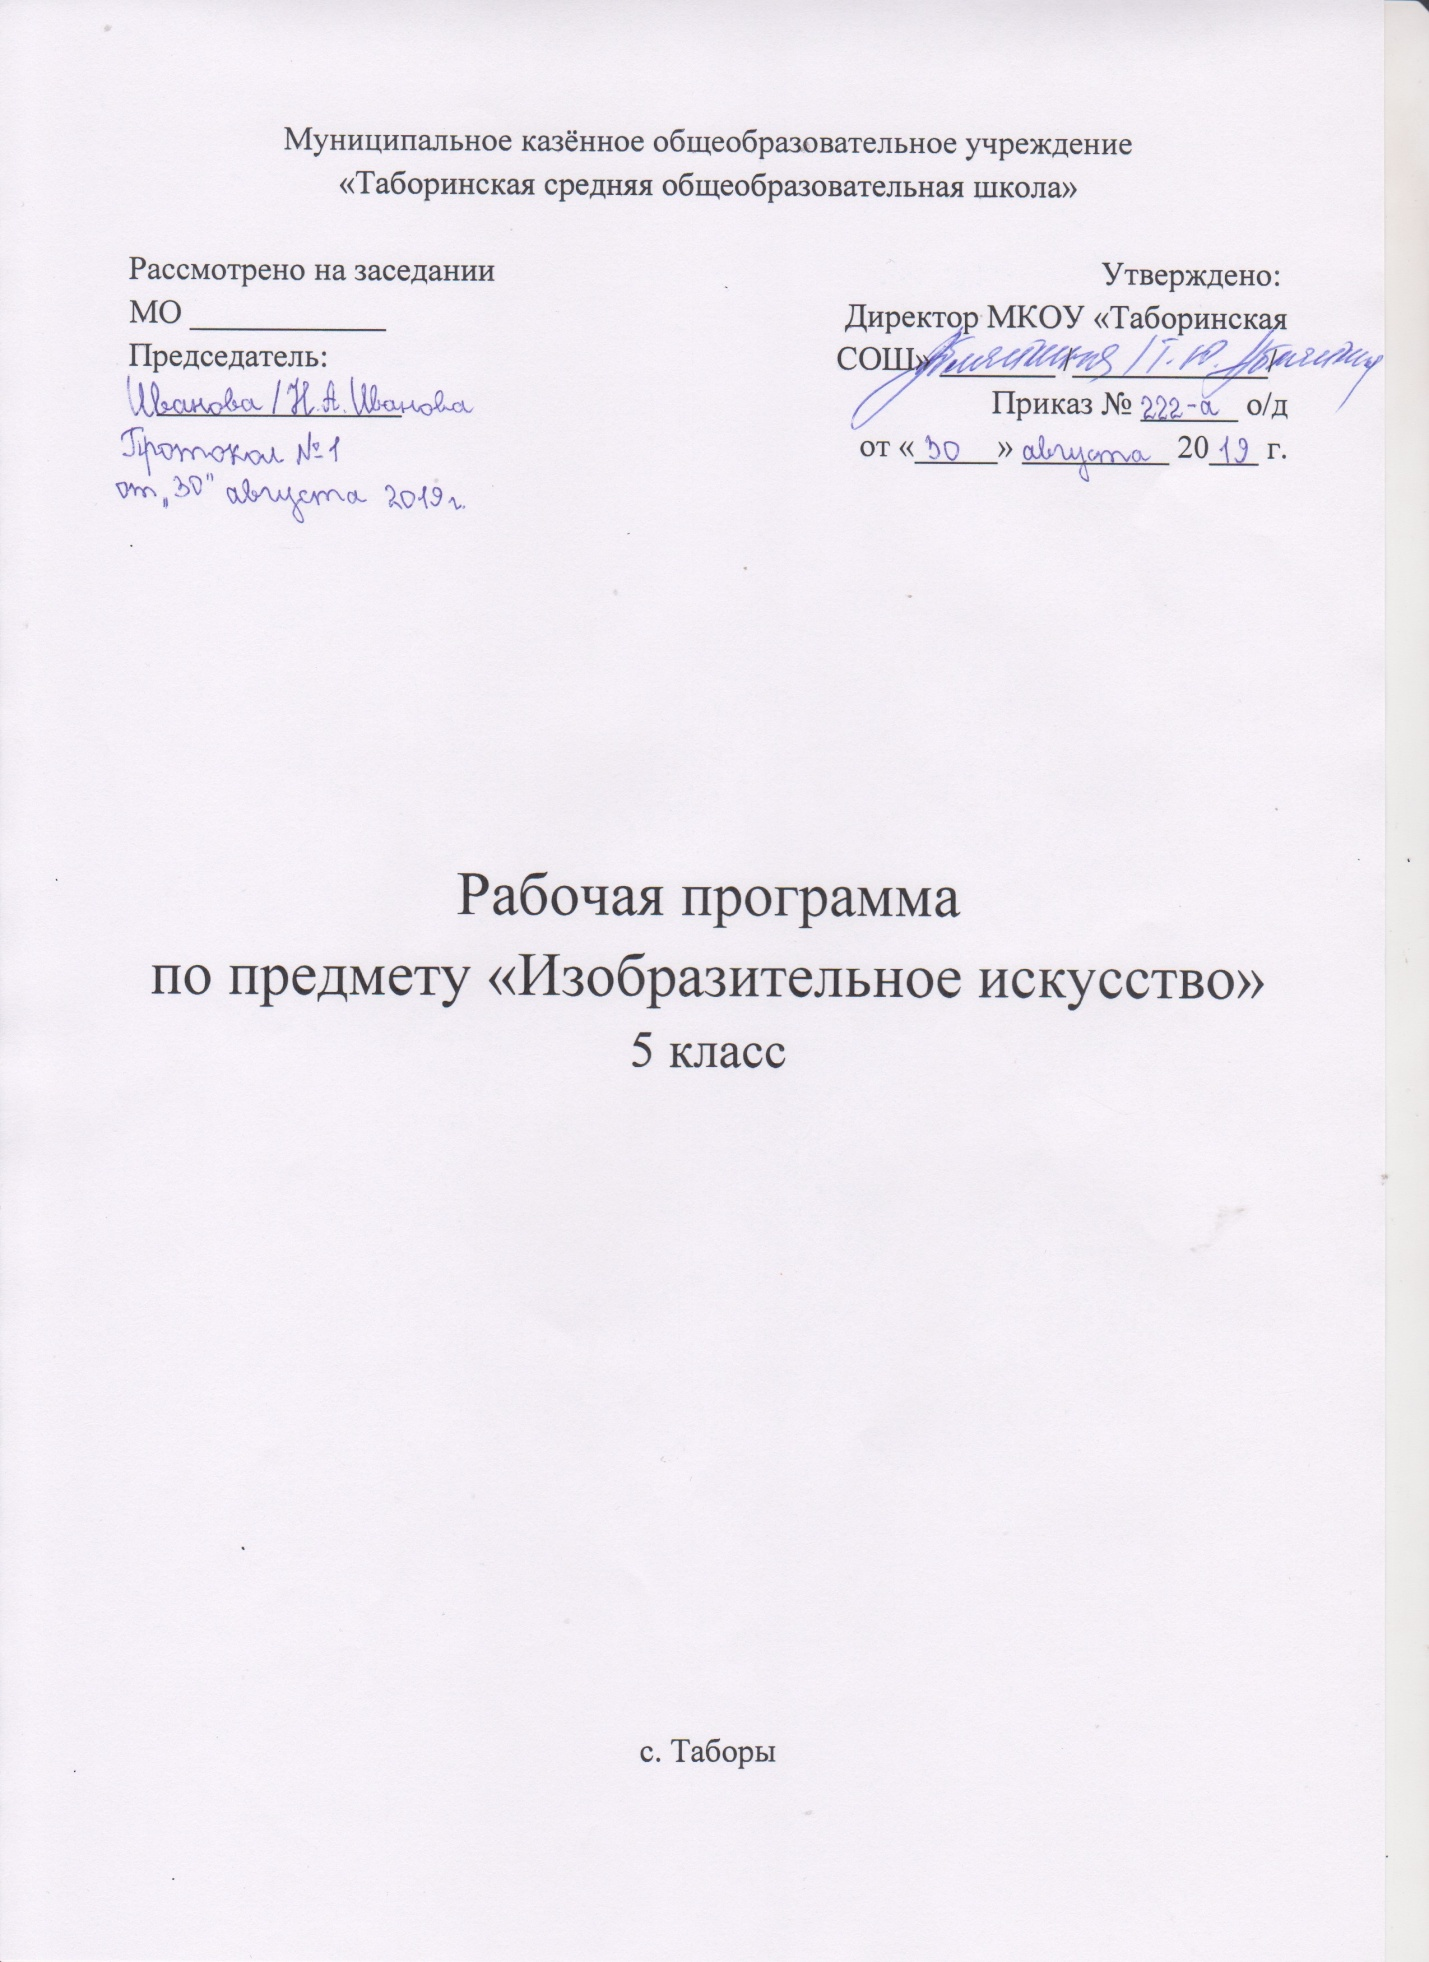 Муниципальное казённое общеобразовательное учреждение
«Таборинская средняя общеобразовательная школа»
Рассмотрено на заседании
МО ____________
Председатель:
Иванова / Н.А. Иванова
Протокол №1
от „30" августа 2019г.
Утверждено:
Директор МКОУ «Таборинская
СОШ» / Т. Ю. /
Приказ № 222-а о/д
от «30» августа 2019 г.
Рабочая программа
по предмету «Изобразительное искусство»
5 класс
с. Таборы